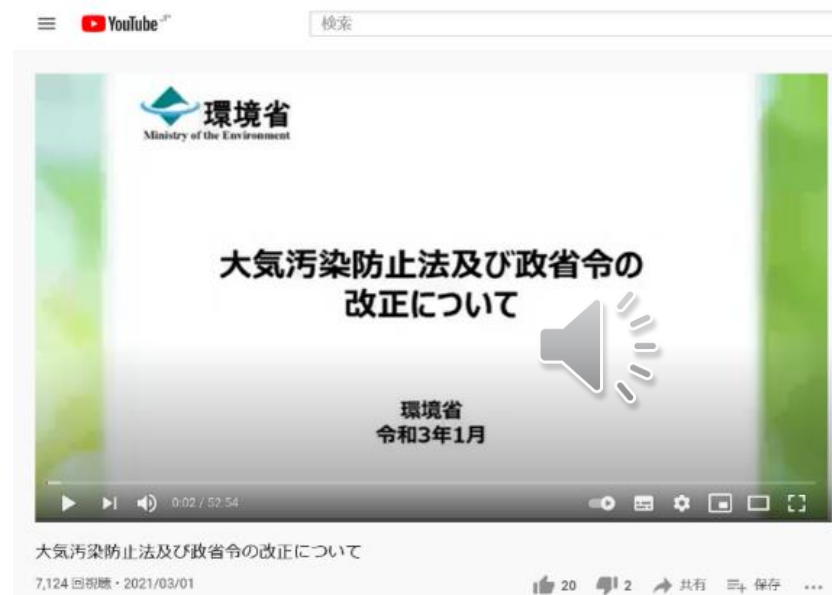 YouTube JP
検索
環境省
Ministry of the Environment
大気汚染防止法及び政省令の
改正について
環境省
令和3年1月
0:02 / 52:54
大気汚染防止法及び政省令の改正について
7,124 回視聴・2021/03/01
20
2
共有
保存